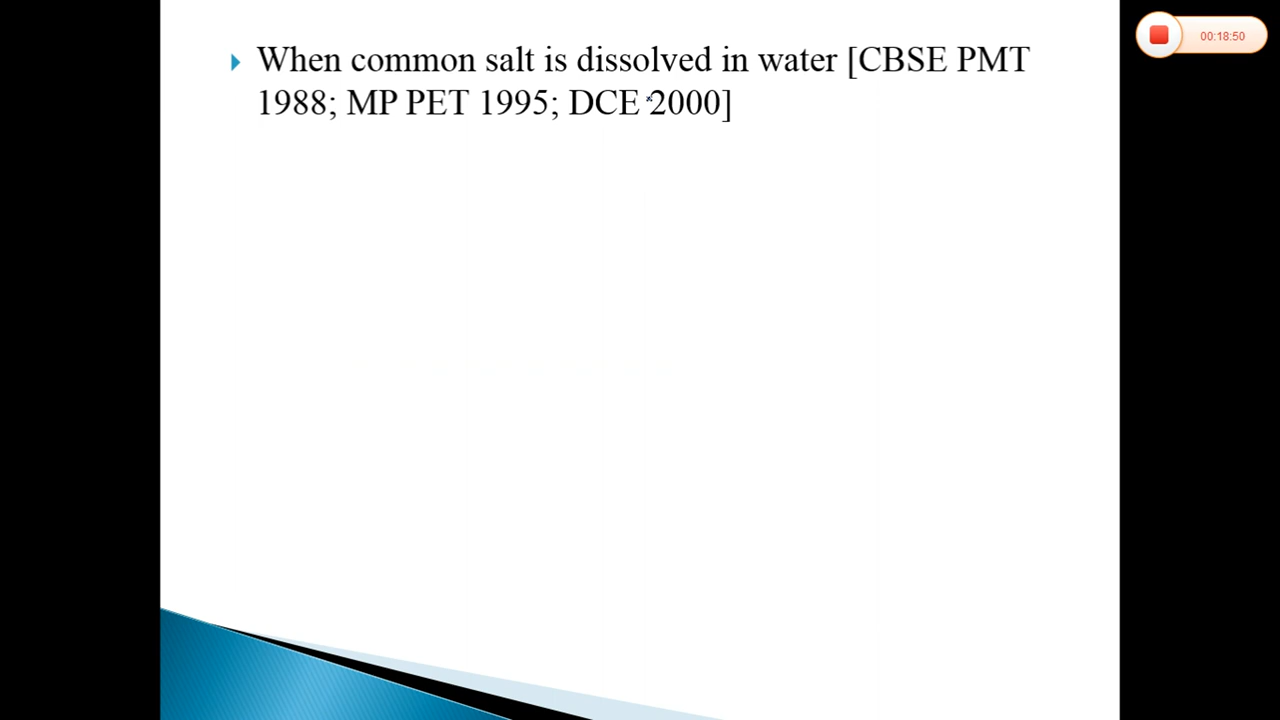 When common salt is dissolved in water [CBSE PMT
1988; MP PET 1995; DCE 2000]
00:18:50